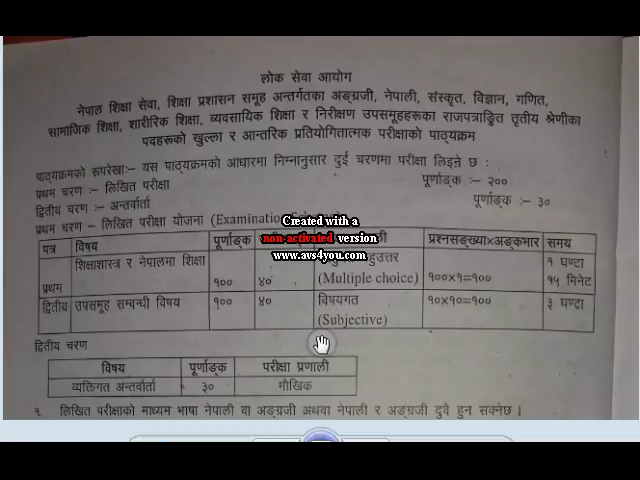 लोक सेवा आयोग
नेपाल शिक्षा सेवा, शिक्षा प्रशासन समूह अन्तर्गतका अङ्ग्रजी, नेपाली, संस्कृत, विज्ञान, गणित,
सामाजिक शिक्षा, शारीरिक शिक्षा, व्यवसायिक शिक्षा र निरीक्षण उपसमूहहरूका राजपत्राङ्कित तृतीय श्रेणीका
पदहरूको खुल्ला र आन्तरिक प्रतियोगितात्मक परीक्षाको पाठ्यक्रम
पाठ्यक्रमको रूपरेखा:– यस पाठ्यक्रमको आधारमा निम्नानुसार दुई चरणमा परीक्षा लिइने छ :
प्रथम चरण :– लिखित परीक्षा पूर्णाङ्क :– २००
द्वितीय चरण :– अन्तर्वार्ता पूर्णाङ्क :– ३०
प्रथम चरण – लिखित परीक्षा योजना (Examination
Created with a
non-activated version
www.avs4you.com
पत्र विषय पूर्णाङ्क प्रश्नसङ्ख्या×अङ्कभार समय
प्रथम शिक्षाशास्त्र र नेपालमा शिक्षा १०० ४० (Multiple choice) १००×१=१०० १ घण्टा १५ मिनेट
द्वितीय उपसमूह सम्वन्धी विषय १०० ४० विषयगत (Subjective) १०×१०=१०० ३ घण्टा
द्वितीय चरण
विषय पूर्णाङ्क परीक्षा प्रणाली
व्यक्तिगत अन्तर्वार्ता ३० मौखिक
१. लिखित परीक्षाको माध्यम भाषा नेपाली वा अङ्ग्रजी अथवा नेपाली र अङ्ग्रजी दुवै हुन सक्नेछ ।